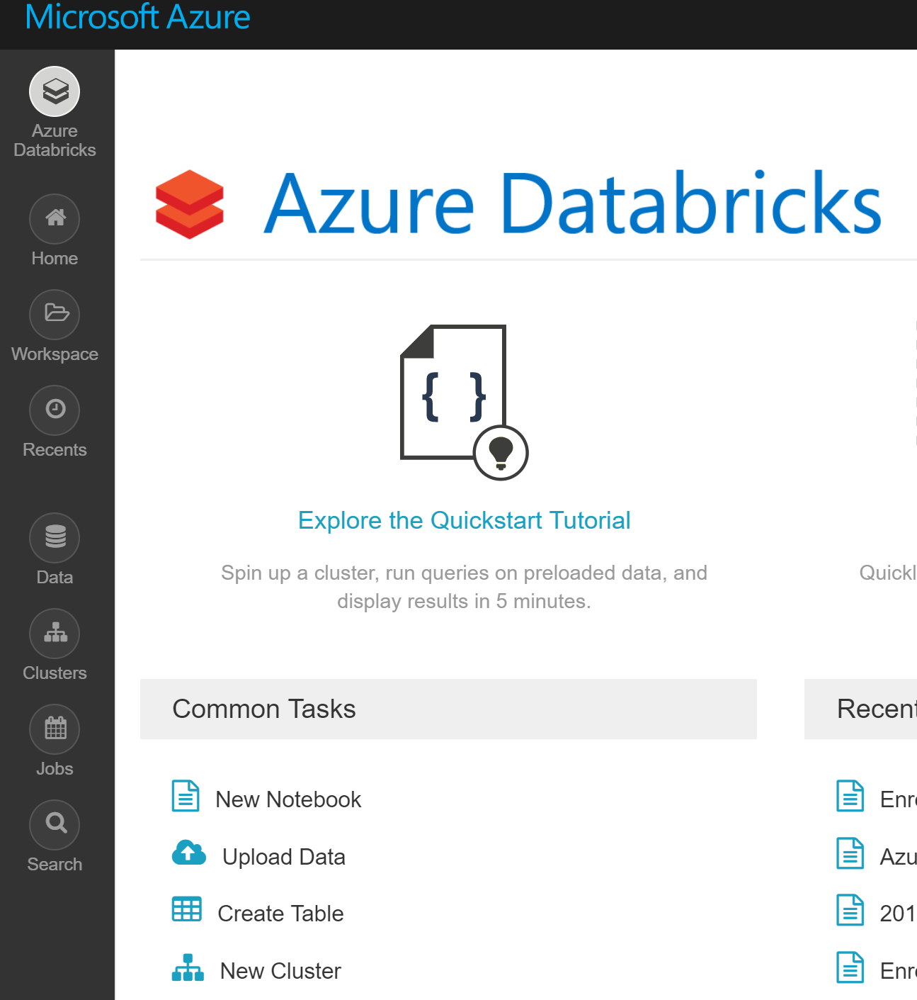 Microsoft Azure
Azure
Databricks
Home
Workspace
Recents
Data
Clusters
Jobs
Search
Azure Databricks
{ }
Explore the Quickstart Tutorial
Spin up a cluster, run queries on preloaded data, and
display results in 5 minutes.
Common Tasks
New Notebook
Upload Data
Create Table
New Cluster
Quickl
Recent
Enr
Azu
201
Enr